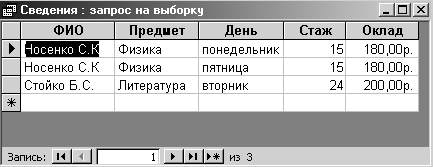 Сведения : запрос на выборку
ФИО Предмет День Стаж Оклад
Носенко С.К Физика понедельник 15 180,00р.
Носенко С.К Физика пятница 15 180,00р.
Стойко Б.С. Литература вторник 24 200,00р.
Запись: 1 из 3